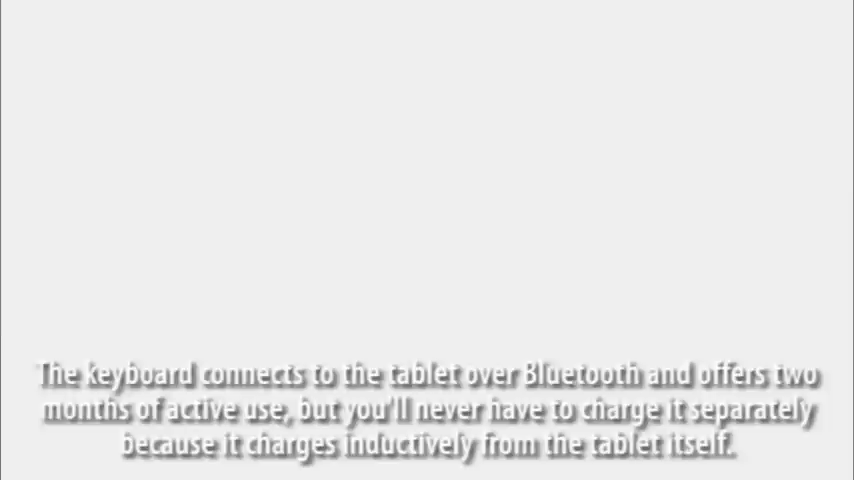 The keyboard connects to the tablet over Bluetooth and offers two
months of active use, but you'll never have to charge it separately
because it charges inductively from the tablet itself.